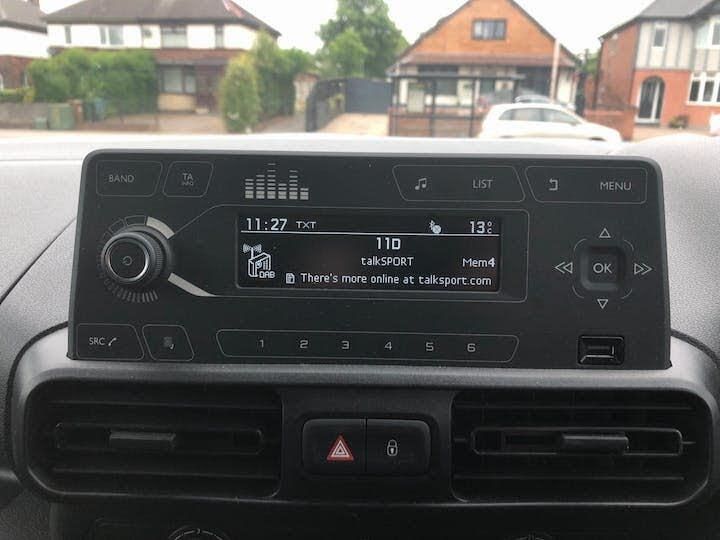 BAND
TA
INFO
LIST
MENU
11:27 TXT 13°C
11D
talkSPORT Mem4
DAB
There's more online at talksport.com
OK
SRC
1 2 3 4 5 6